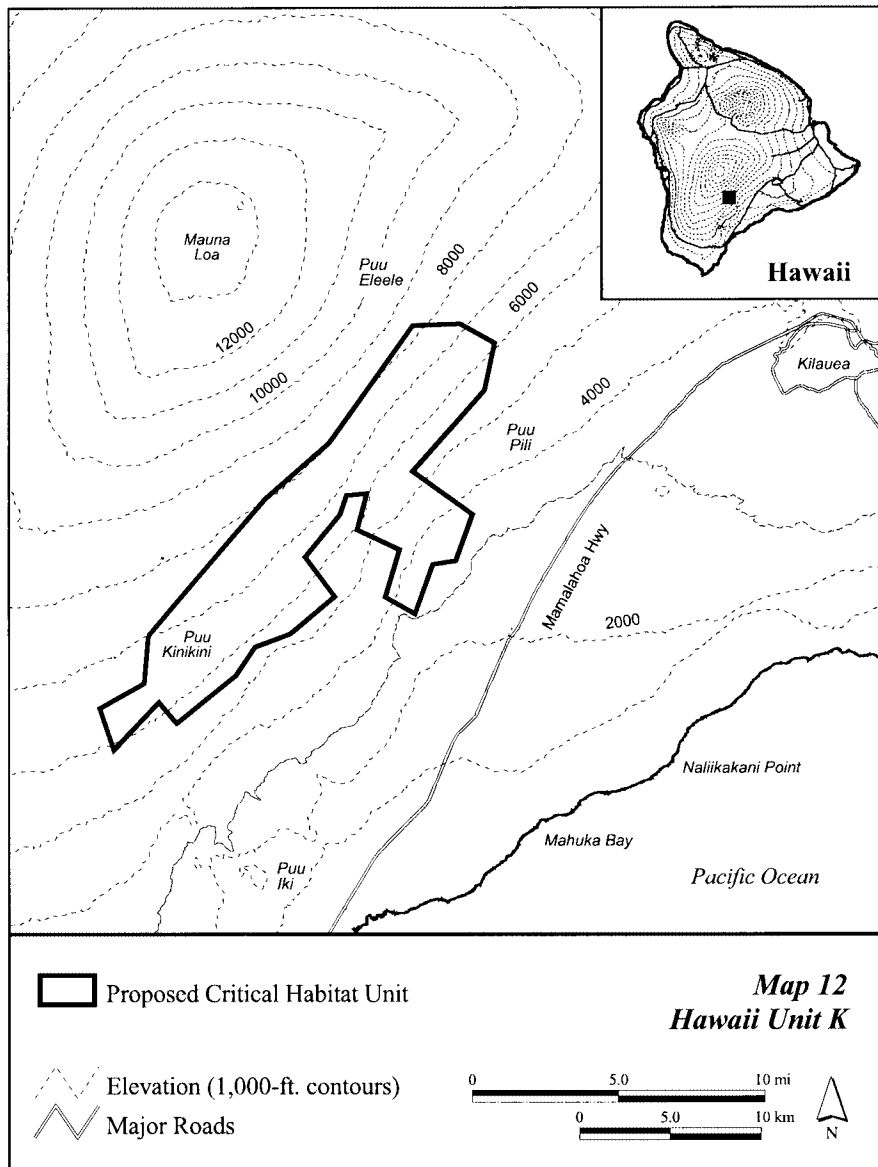 Mauna
Loa
Puu
Eleele
8000
6000
12000
10000
4000
Puu
Pili
Hawaii
Kilauea
Mamalahoa Hwy
Puu
Kinikini
2000
Naliikakani Point
Mahuka Bay
Puu
Iki
Pacific Ocean
Proposed Critical Habitat Unit
Map 12
Hawaii Unit K
Elevation (1,000-ft. contours)
Major Roads
0 5.0 10 mi
0 5.0 10 km
N